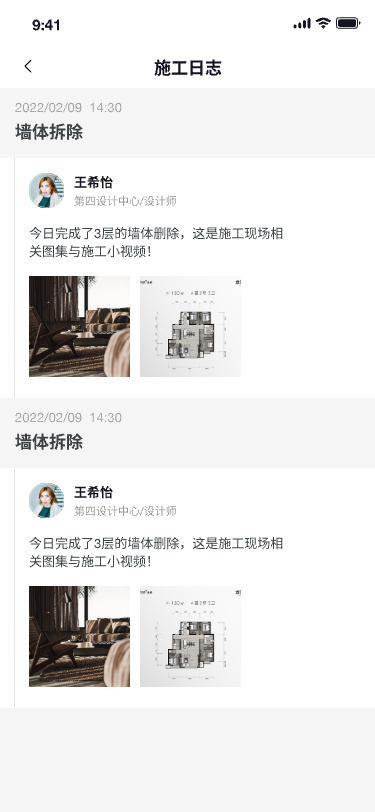 9:41
施工日志
2022/02/09 14:30
墙体拆除
王希怡
第四设计中心/设计师
今日完成了3层的墙体删除，这是施工现场相
关图集与施工小视频！
2022/02/09 14:30
墙体拆除
王希怡
第四设计中心/设计师
今日完成了3层的墙体删除，这是施工现场相
关图集与施工小视频！